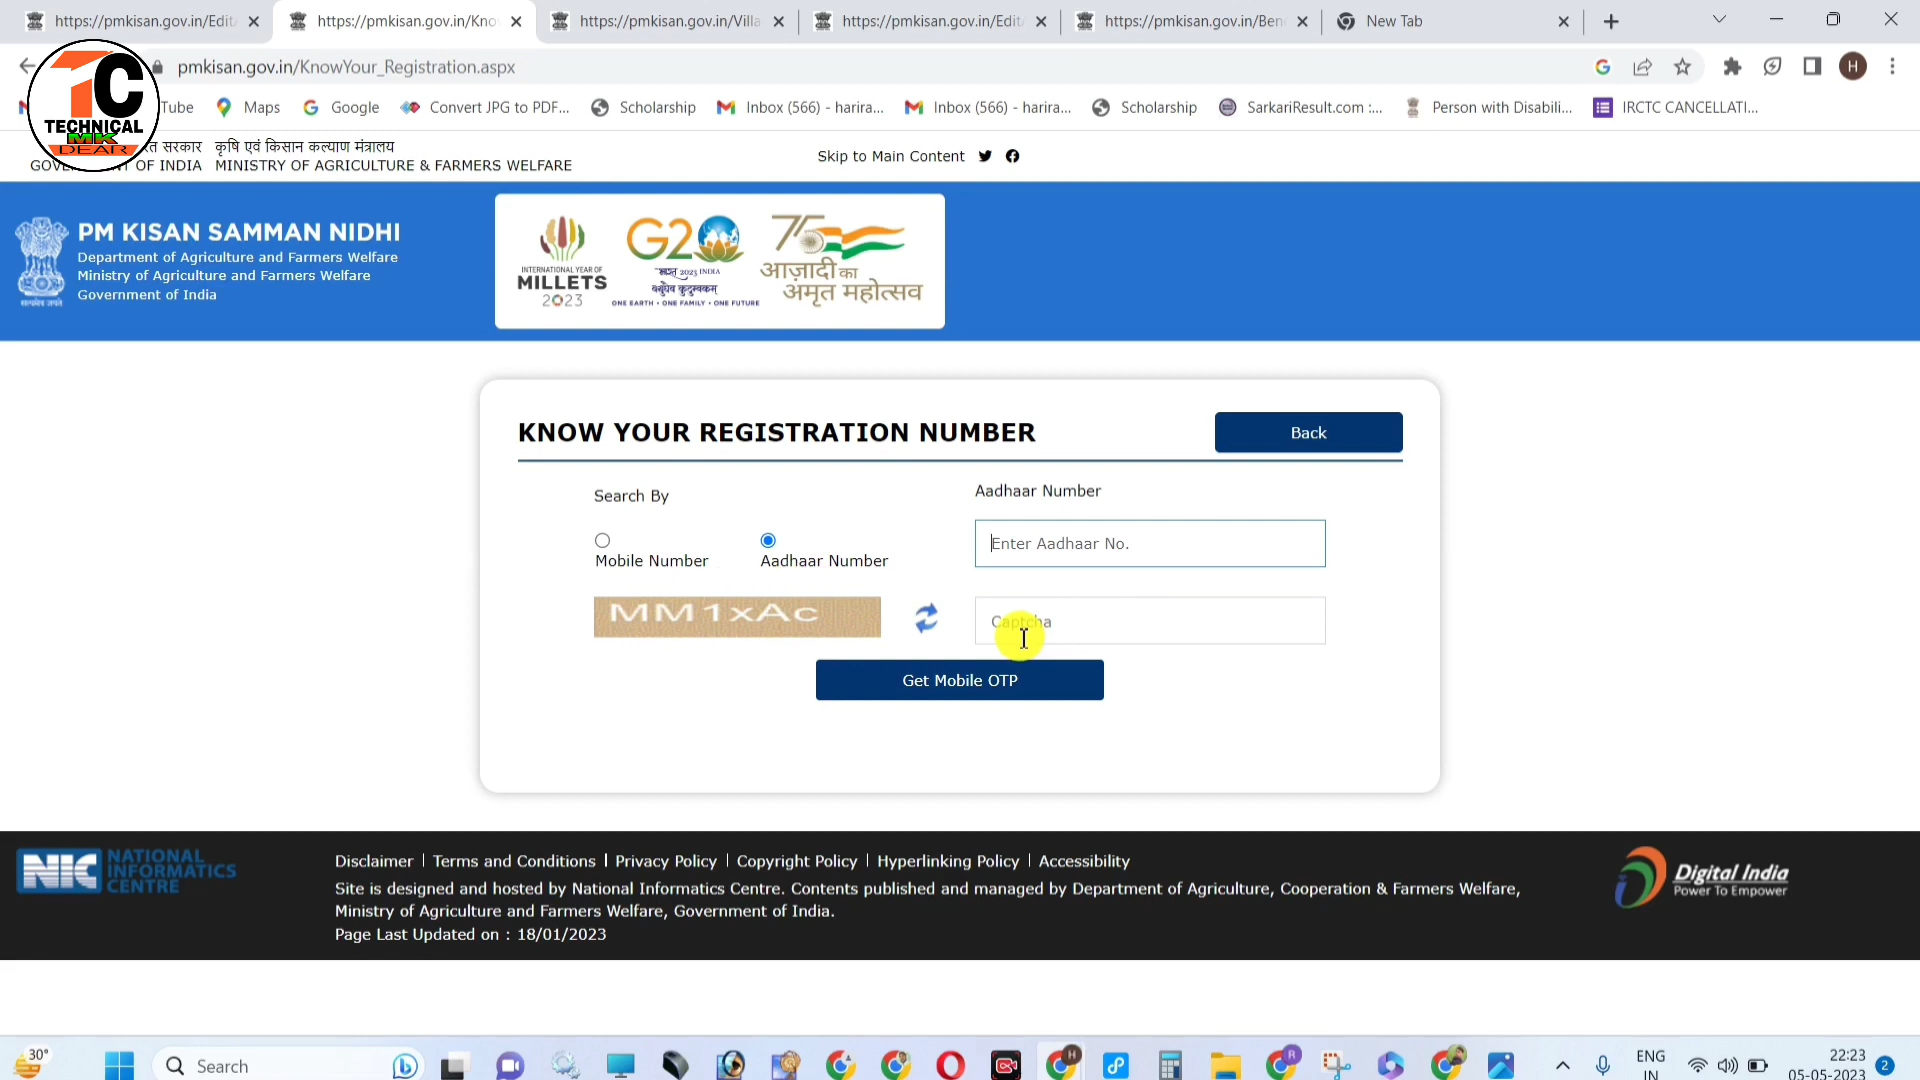 https://pmkisan.gov.in/Edit
https://pmkisan.gov.in/Kno
https://pmkisan.gov.in/Villa
https://pmkisan.gov.in/Edit
https://pmkisan.gov.in/Ben
New Tab
pmkisan.gov.in/KnowYour_Registration.aspx
H
Tube
Maps
Google
Convert JPG to PDF...
Scholarship
Inbox (566) - harira...
Inbox (566) - harira...
Scholarship
SarkariResult.com :...
Person with Disabili...
IRCTC CANCELLATI...
TC
TECHNICAL
MK
DEAR
सरकार कृषि एवं किसान कल्याण मंत्रालय
OF INDIA MINISTRY OF AGRICULTURE & FARMERS WELFARE
Skip to Main Content
PM KISAN SAMMAN NIDHI
Department of Agriculture and Farmers Welfare
Ministry of Agriculture and Farmers Welfare
Government of India
INTERNATIONAL YEAR OF
MILLETS
2023
G20
भारत 2023 INDIA
वसुधैव कुटुम्बकम्
ONE EARTH • ONE FAMILY • ONE FUTURE
75
आज़ादी का
अमृत महोत्सव
KNOW YOUR REGISTRATION NUMBER
Back
Search By
Aadhaar Number
Mobile Number
Aadhaar Number
Enter Aadhaar No.
MM1xAc
Captcha
Get Mobile OTP
NIC NATIONAL
INFORMATICS
CENTRE
Disclaimer | Terms and Conditions | Privacy Policy | Copyright Policy | Hyperlinking Policy | Accessibility
Site is designed and hosted by National Informatics Centre. Contents published and managed by Department of Agriculture, Cooperation & Farmers Welfare,
Ministry of Agriculture and Farmers Welfare, Government of India.
Page Last Updated on : 18/01/2023
Digital India
Power To Empower
30°
Search
H
R
ENG
IN
22:23
05-05-2023
2